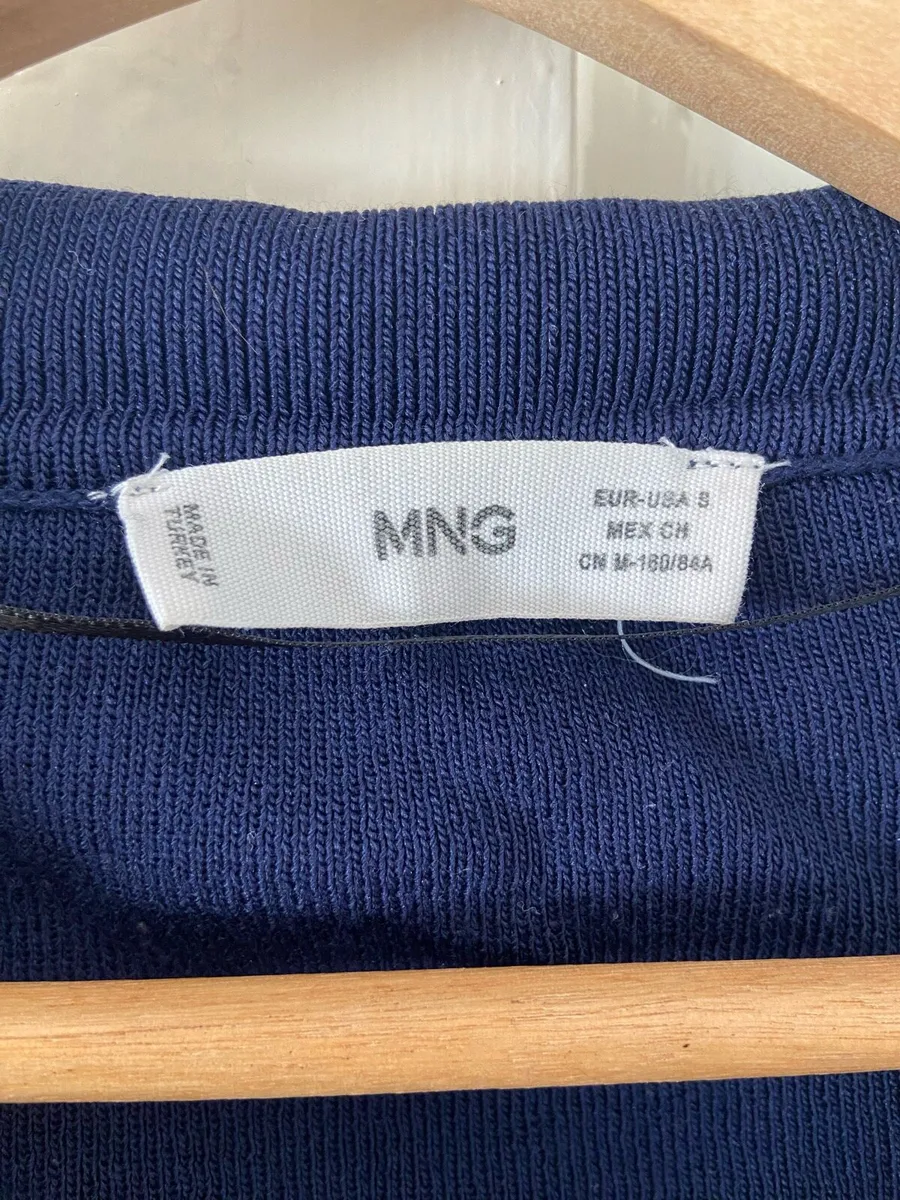 MADE IN
TURKEY
MNG
EUR-USA S
MEX CH
CN M-160/84A